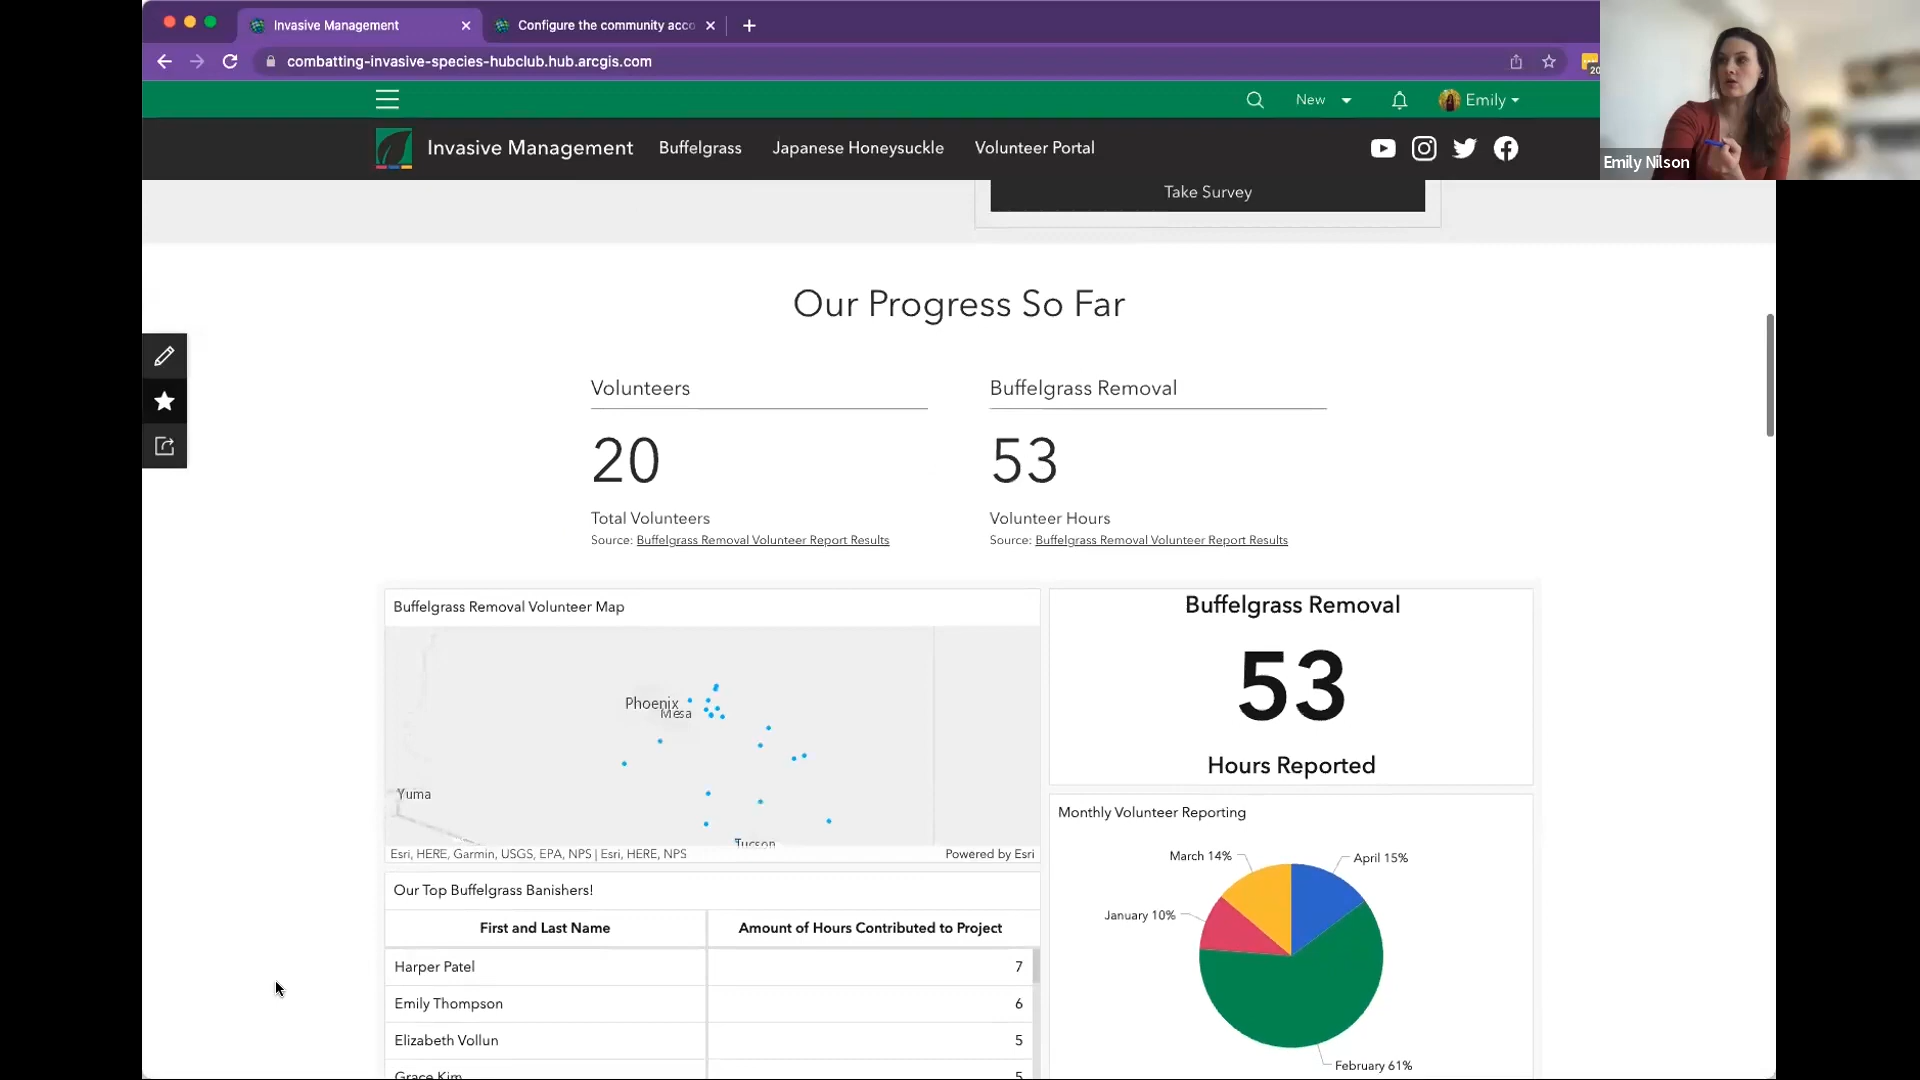 Invasive Management
Configure the community acco
combatting-invasive-species-hubclub.hub.arcgis.com
20
New
Emily
Emily Nilson
Invasive Management
Buffelgrass
Japanese Honeysuckle
Volunteer Portal
Take Survey
Our Progress So Far
Volunteers
20
Total Volunteers
Source: Buffelgrass Removal Volunteer Report Results
Buffelgrass Removal
53
Volunteer Hours
Source: Buffelgrass Removal Volunteer Report Results
Buffelgrass Removal Volunteer Map
Phoenix
Mesa
Yuma
Tucson
Esri, HERE, Garmin, USGS, EPA, NPS | Esri, HERE, NPS
Powered by Esri
Buffelgrass Removal
53
Hours Reported
Our Top Buffelgrass Banishers!
First and Last Name Amount of Hours Contributed to Project
Harper Patel 7
Emily Thompson 6
Elizabeth Vollun 5
Grace Kim 5
Monthly Volunteer Reporting
March 14%
April 15%
January 10%
February 61%